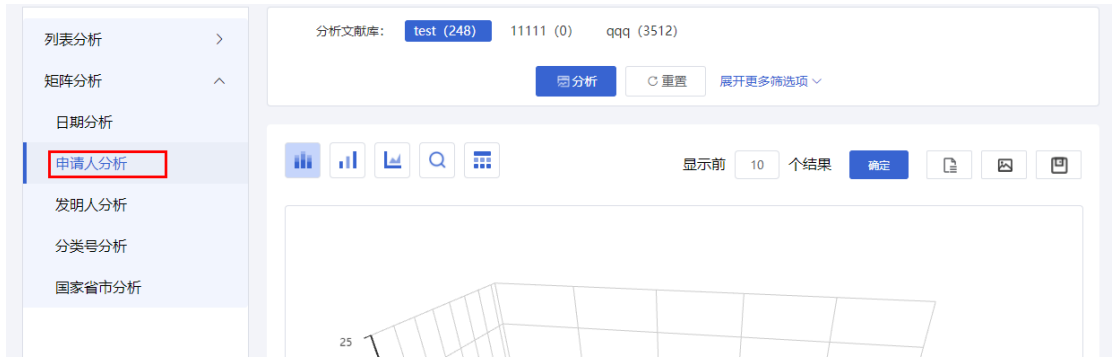 分析文献库： test (248) 11111 (0) qqq (3512)
列表分析
矩阵分析
分析 重置 展开更多筛选项
日期分析
申请人分析
显示前 10 个结果 确定
发明人分析
分类号分析
国家省市分析
25